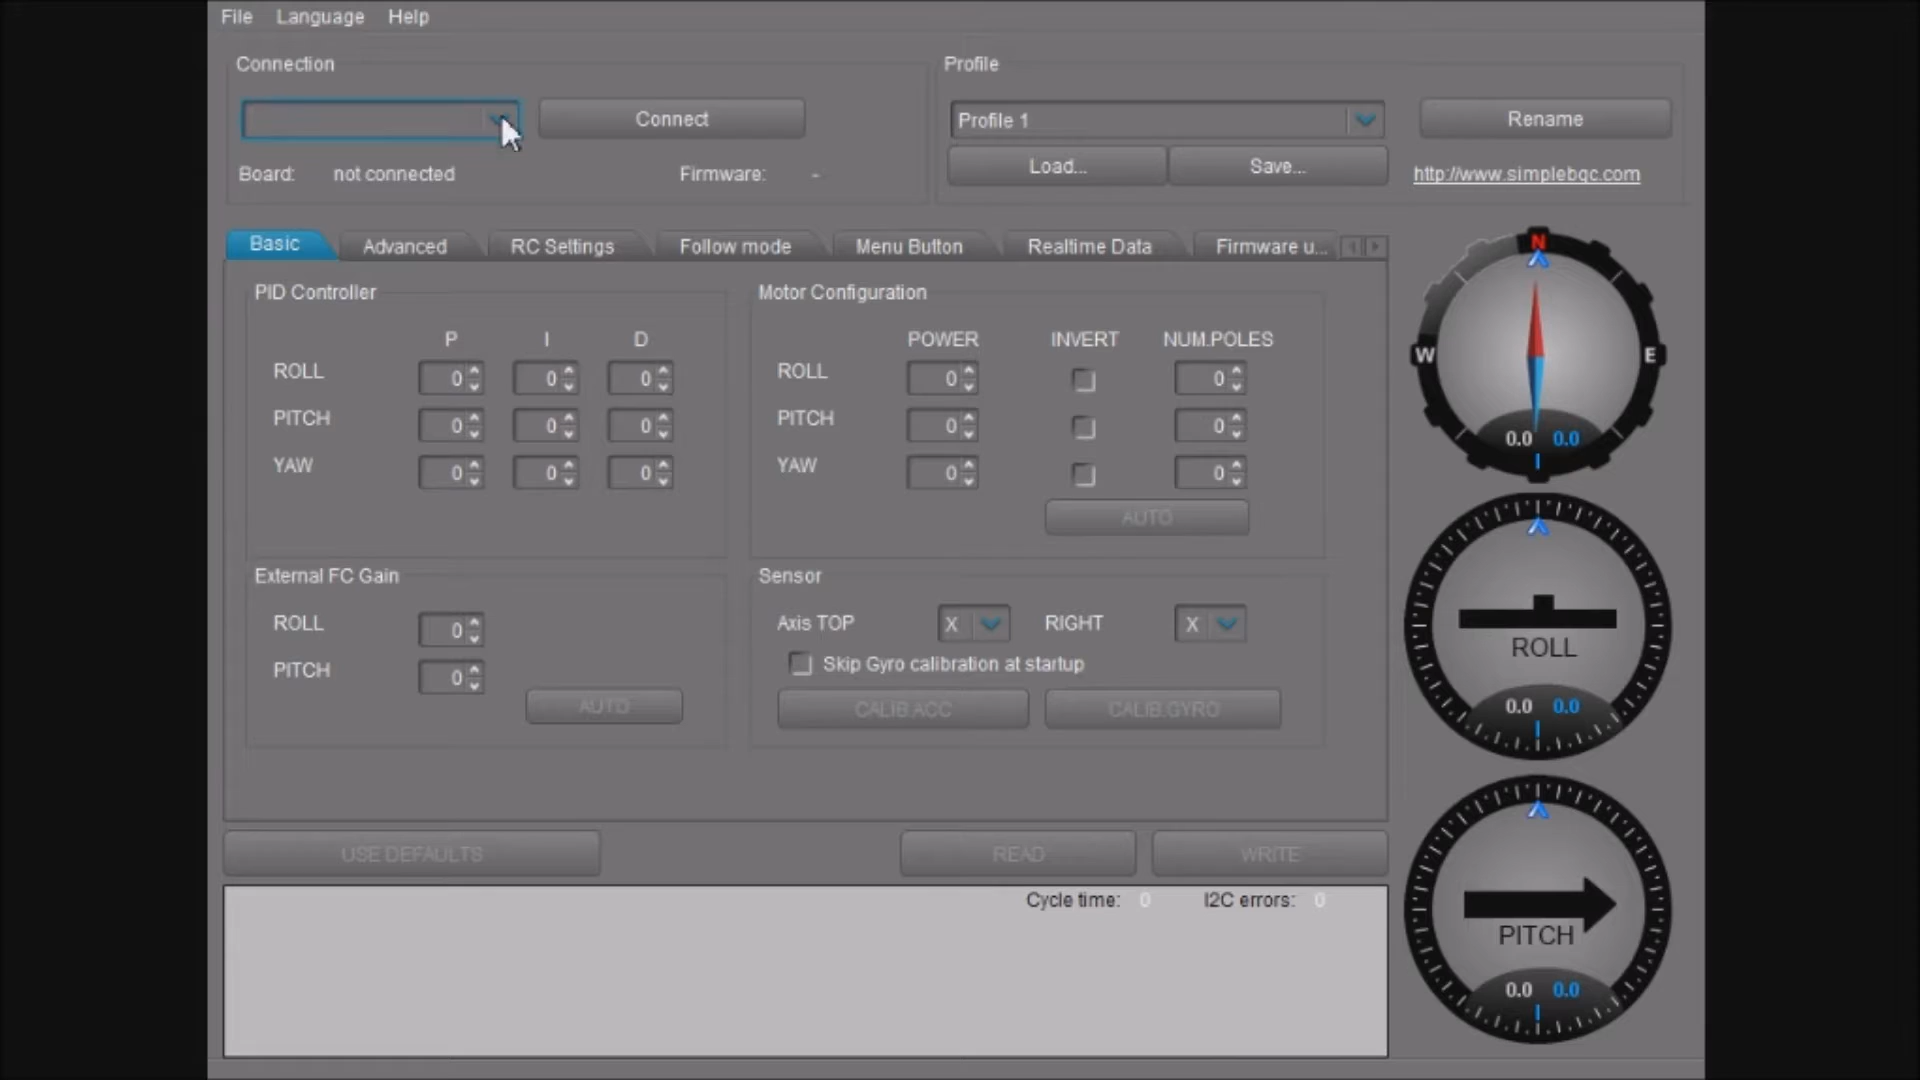 File Language Help
Connection
Profile
Connect
Profile 1
Rename
Board: not connected Firmware: -
Load... Save...
http://www.simplebgc.com
Basic Advanced RC Settings Follow mode Menu Button Realtime Data Firmware u...
PID Controller
P I D
ROLL 0 0 0
PITCH 0 0 0
YAW 0 0 0
Motor Configuration
POWER INVERT NUM.POLES
ROLL 0 0
PITCH 0 0
YAW 0 0
AUTO
External FC Gain
ROLL 0
PITCH 0
AUTO
Sensor
Axis TOP X RIGHT X
Skip Gyro calibration at startup
CALIB.ACC CALIB.GYRO
USE DEFAULTS READ WRITE
Cycle time: 0 I2C errors: 0
N
W E
0.0 0.0
ROLL
0.0 0.0
PITCH
0.0 0.0